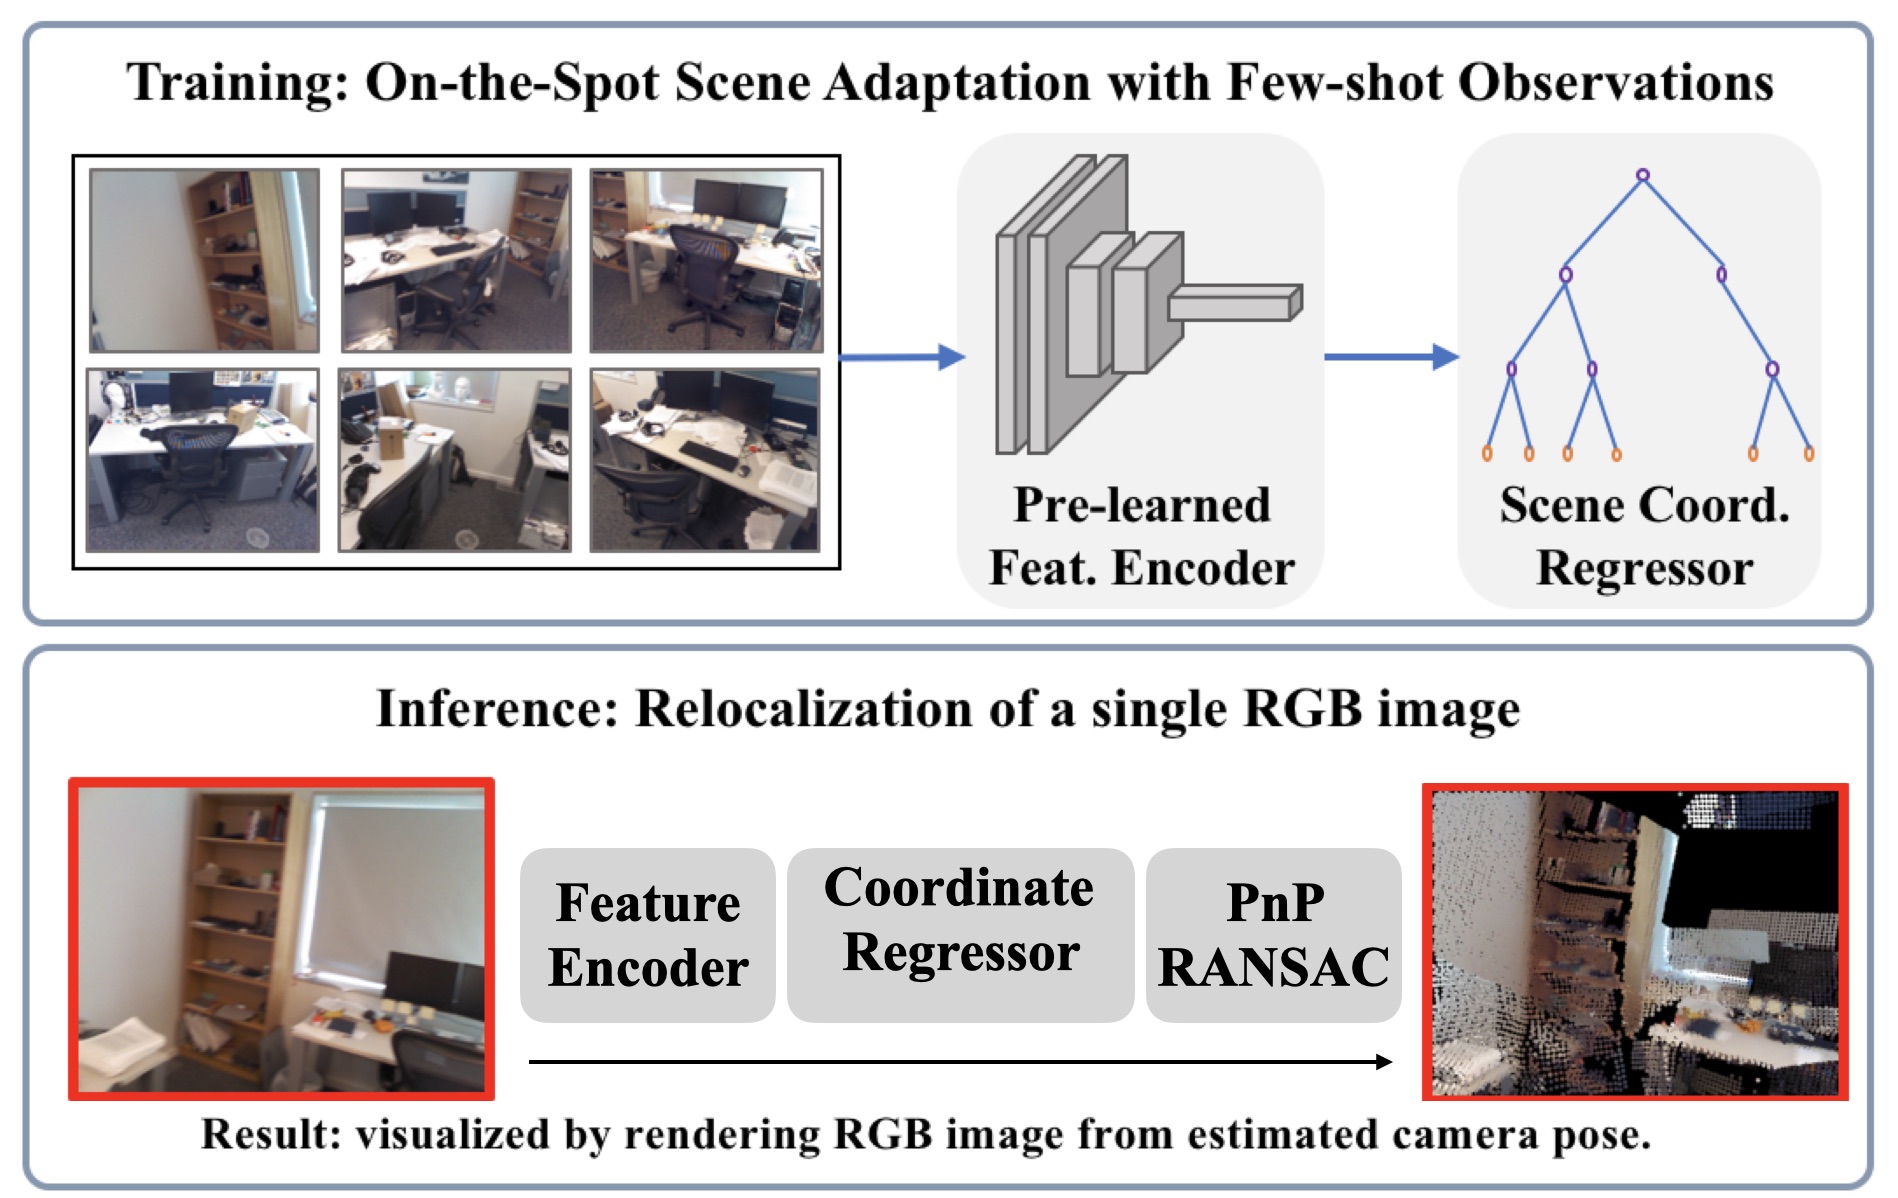 Training: On-the-Spot Scene Adaptation with Few-shot Observations
Pre-learned
Feat. Encoder
Scene Coord.
Regressor
Inference: Relocalization of a single RGB image
Feature
Encoder
Coordinate
Regressor
PnP
RANSAC
Result: visualized by rendering RGB image from estimated camera pose.